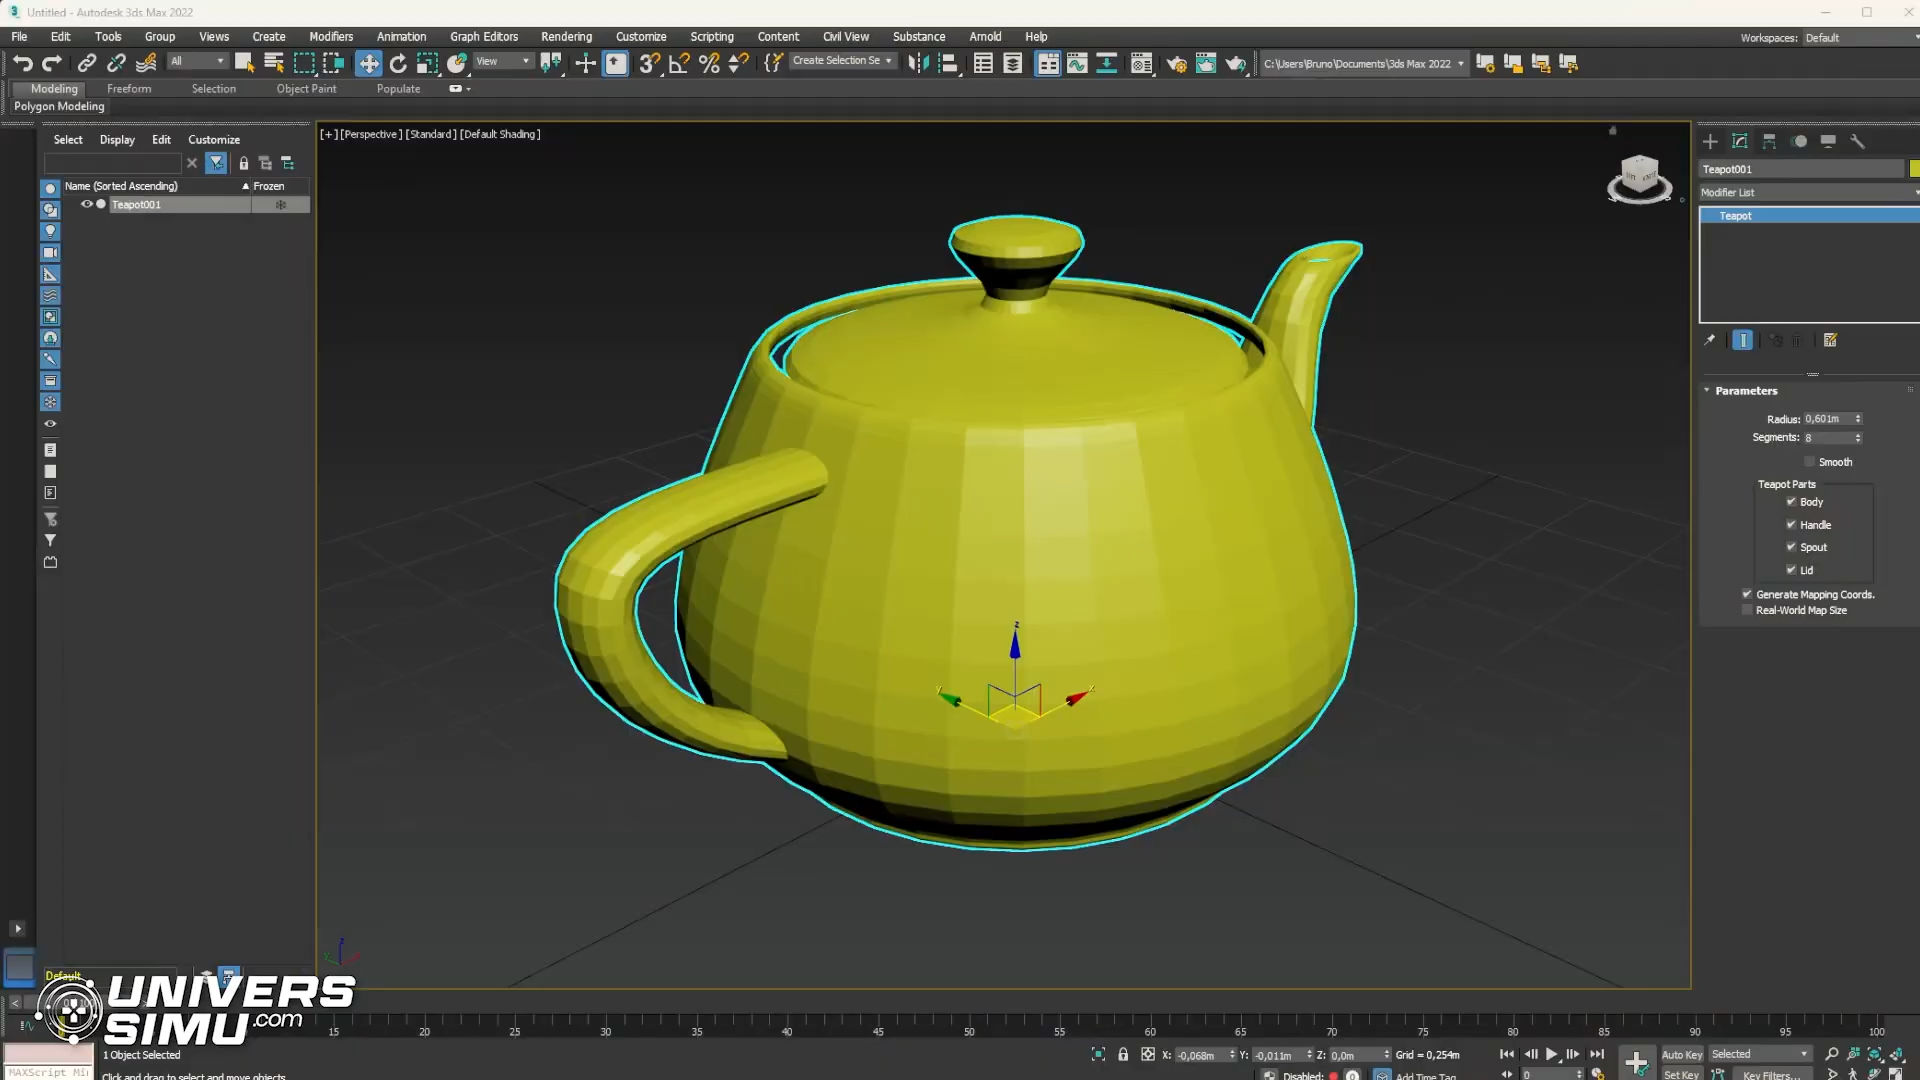 Untitled - Autodesk 3ds Max 2022
File Edit Tools Group Views Create Modifiers Animation Graph Editors Rendering Customize Scripting Content Civil View Substance Arnold Help
Workspaces: Default
All View Create Selection Se C:\Users\Bruno\Documents\3ds Max 2022
Modeling Freeform Selection Object Paint Populate
Polygon Modeling
Select Display Edit Customize
[+] [Perspective] [Standard] [Default Shading]
Name (Sorted Ascending) Frozen
Teapot001
Teapot001
Modifier List
Teapot
Parameters
Radius: 0,601m
Segments: 8
Smooth
Teapot Parts
Body
Handle
Spout
Lid
Generate Mapping Coords.
Real-World Map Size
z
y
x
z
Default
UNIVERS
SIMU.com
15 20 25 30 35 40 45 50 55 60 65 70 75 80 85 90 95 100
1 Object Selected
X: -0,068m Y: -0,011m Z: 0,0m Grid = 0,254m
Auto Key Selected
MAXScript Mi
Click and drag to select and move objects
Disabled: Add Time Tag
0
Set Key Key Filters...